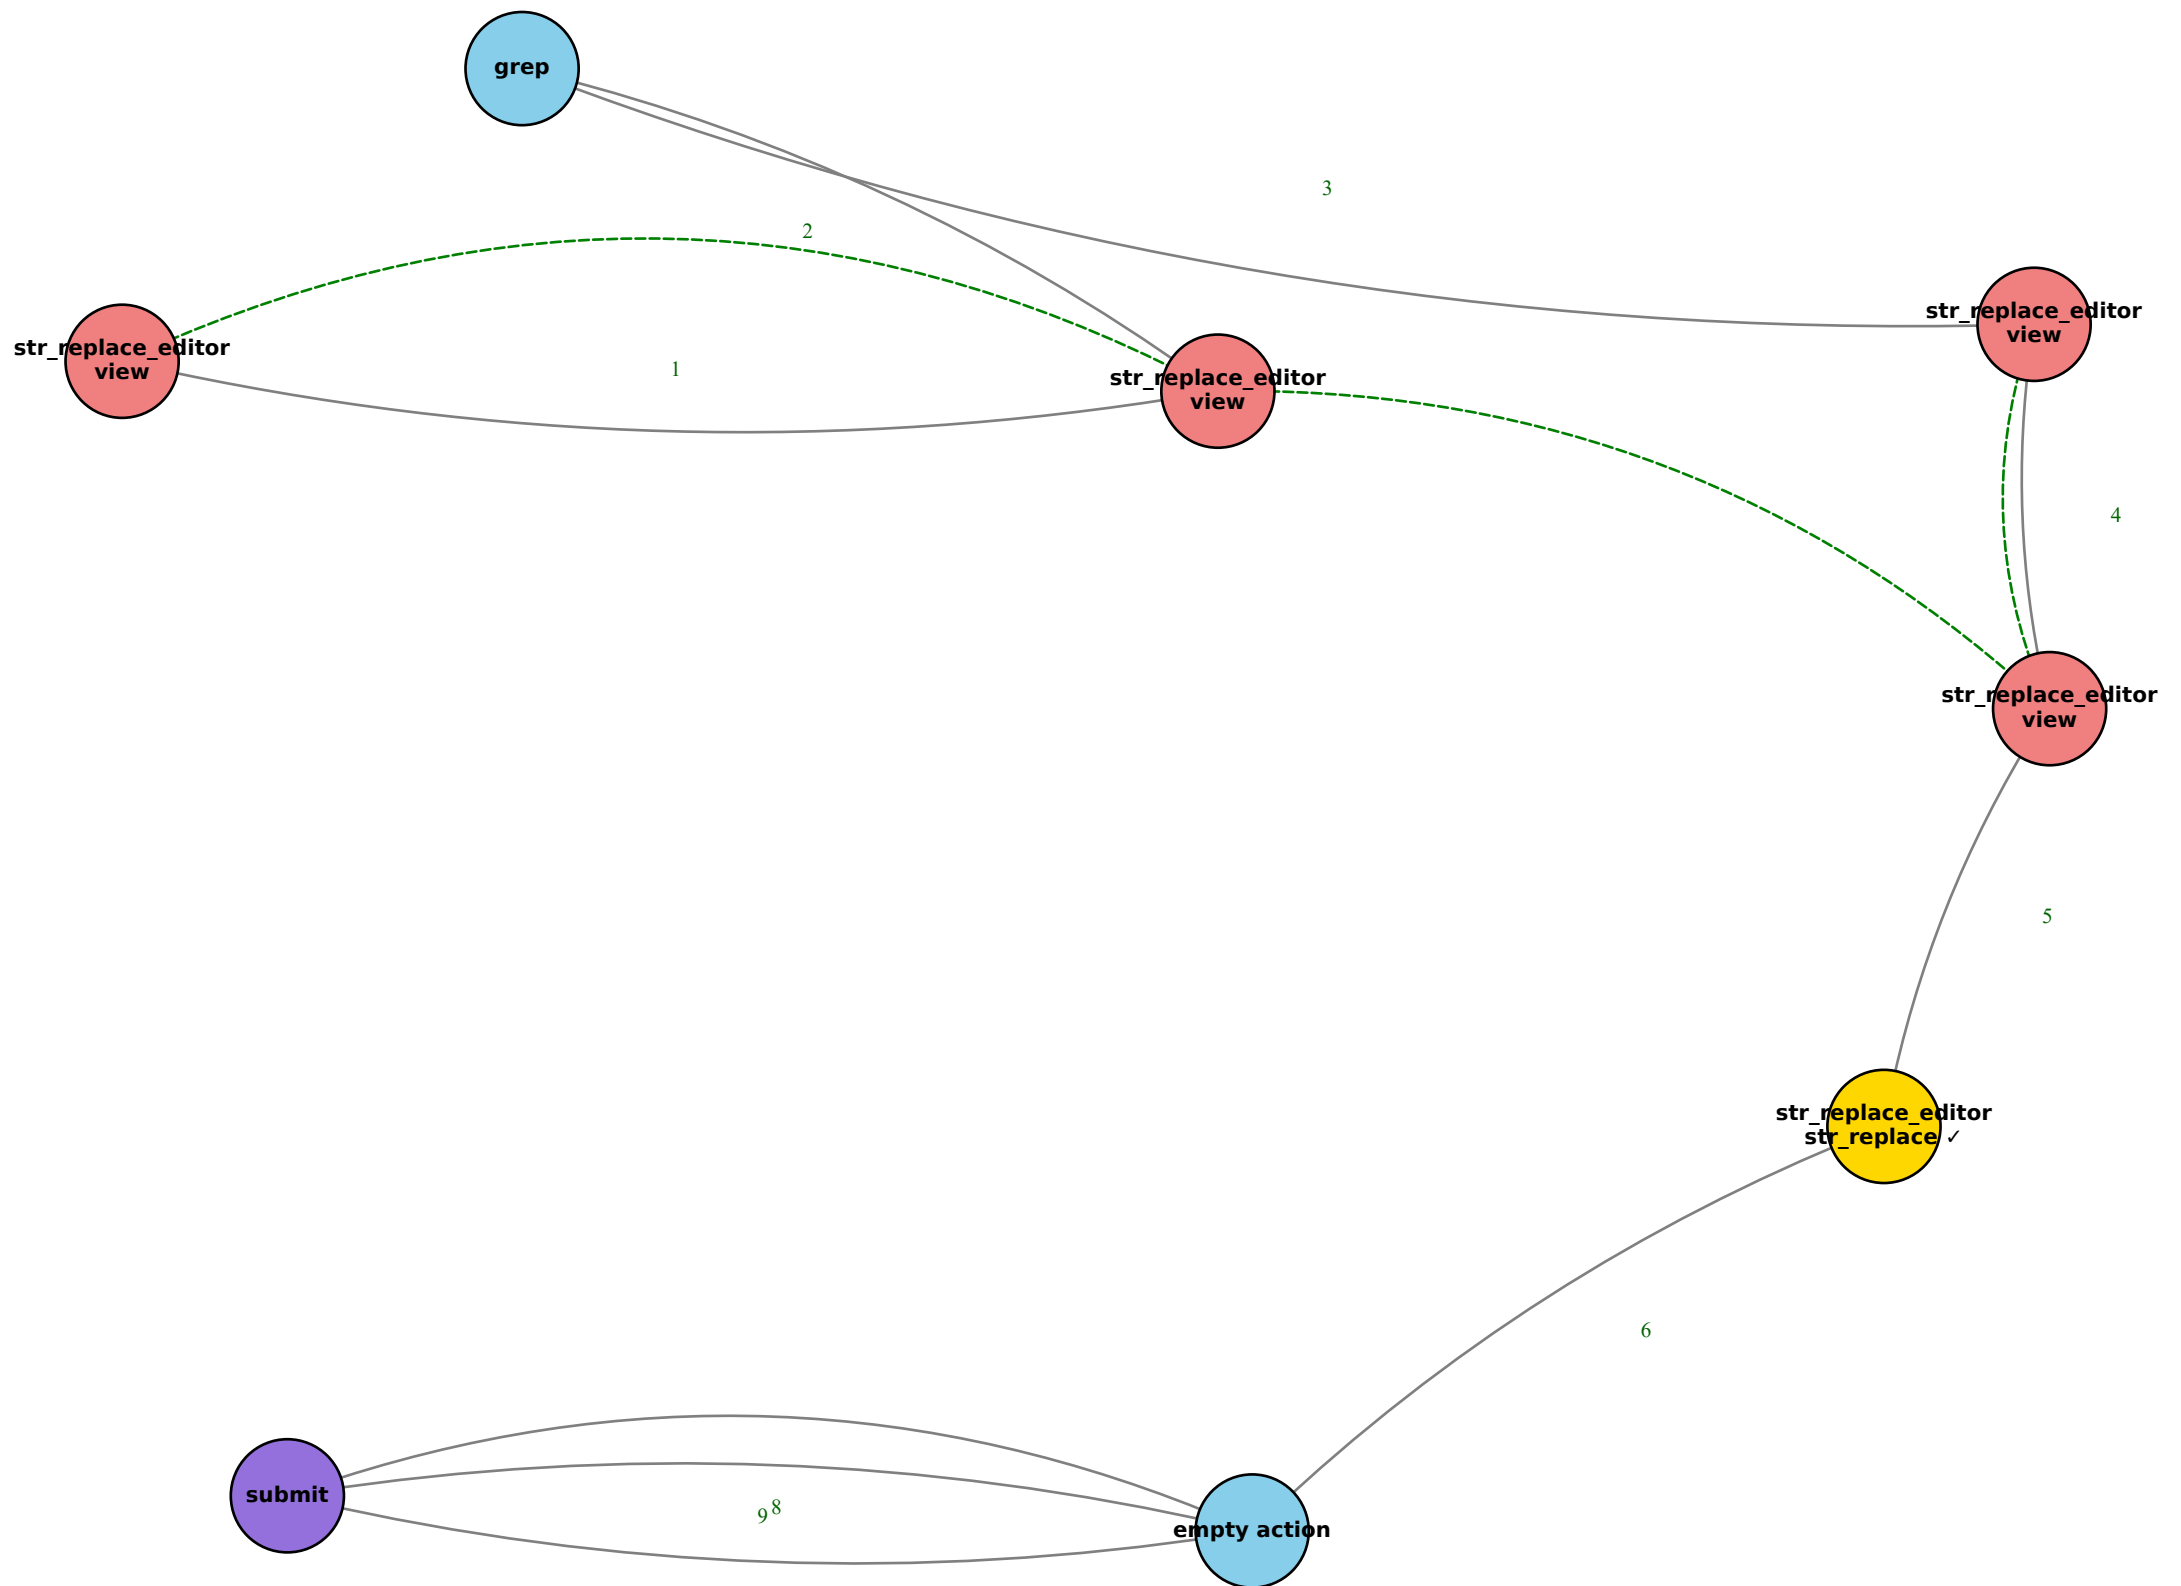 grep
3
2
str_replace_editor
view
str_replace_editor
view
1
str_replace_editor
view
4
str_replace_editor
view
5
str_replace_editor
str_replace ✓
6
submit
9
8
empty action